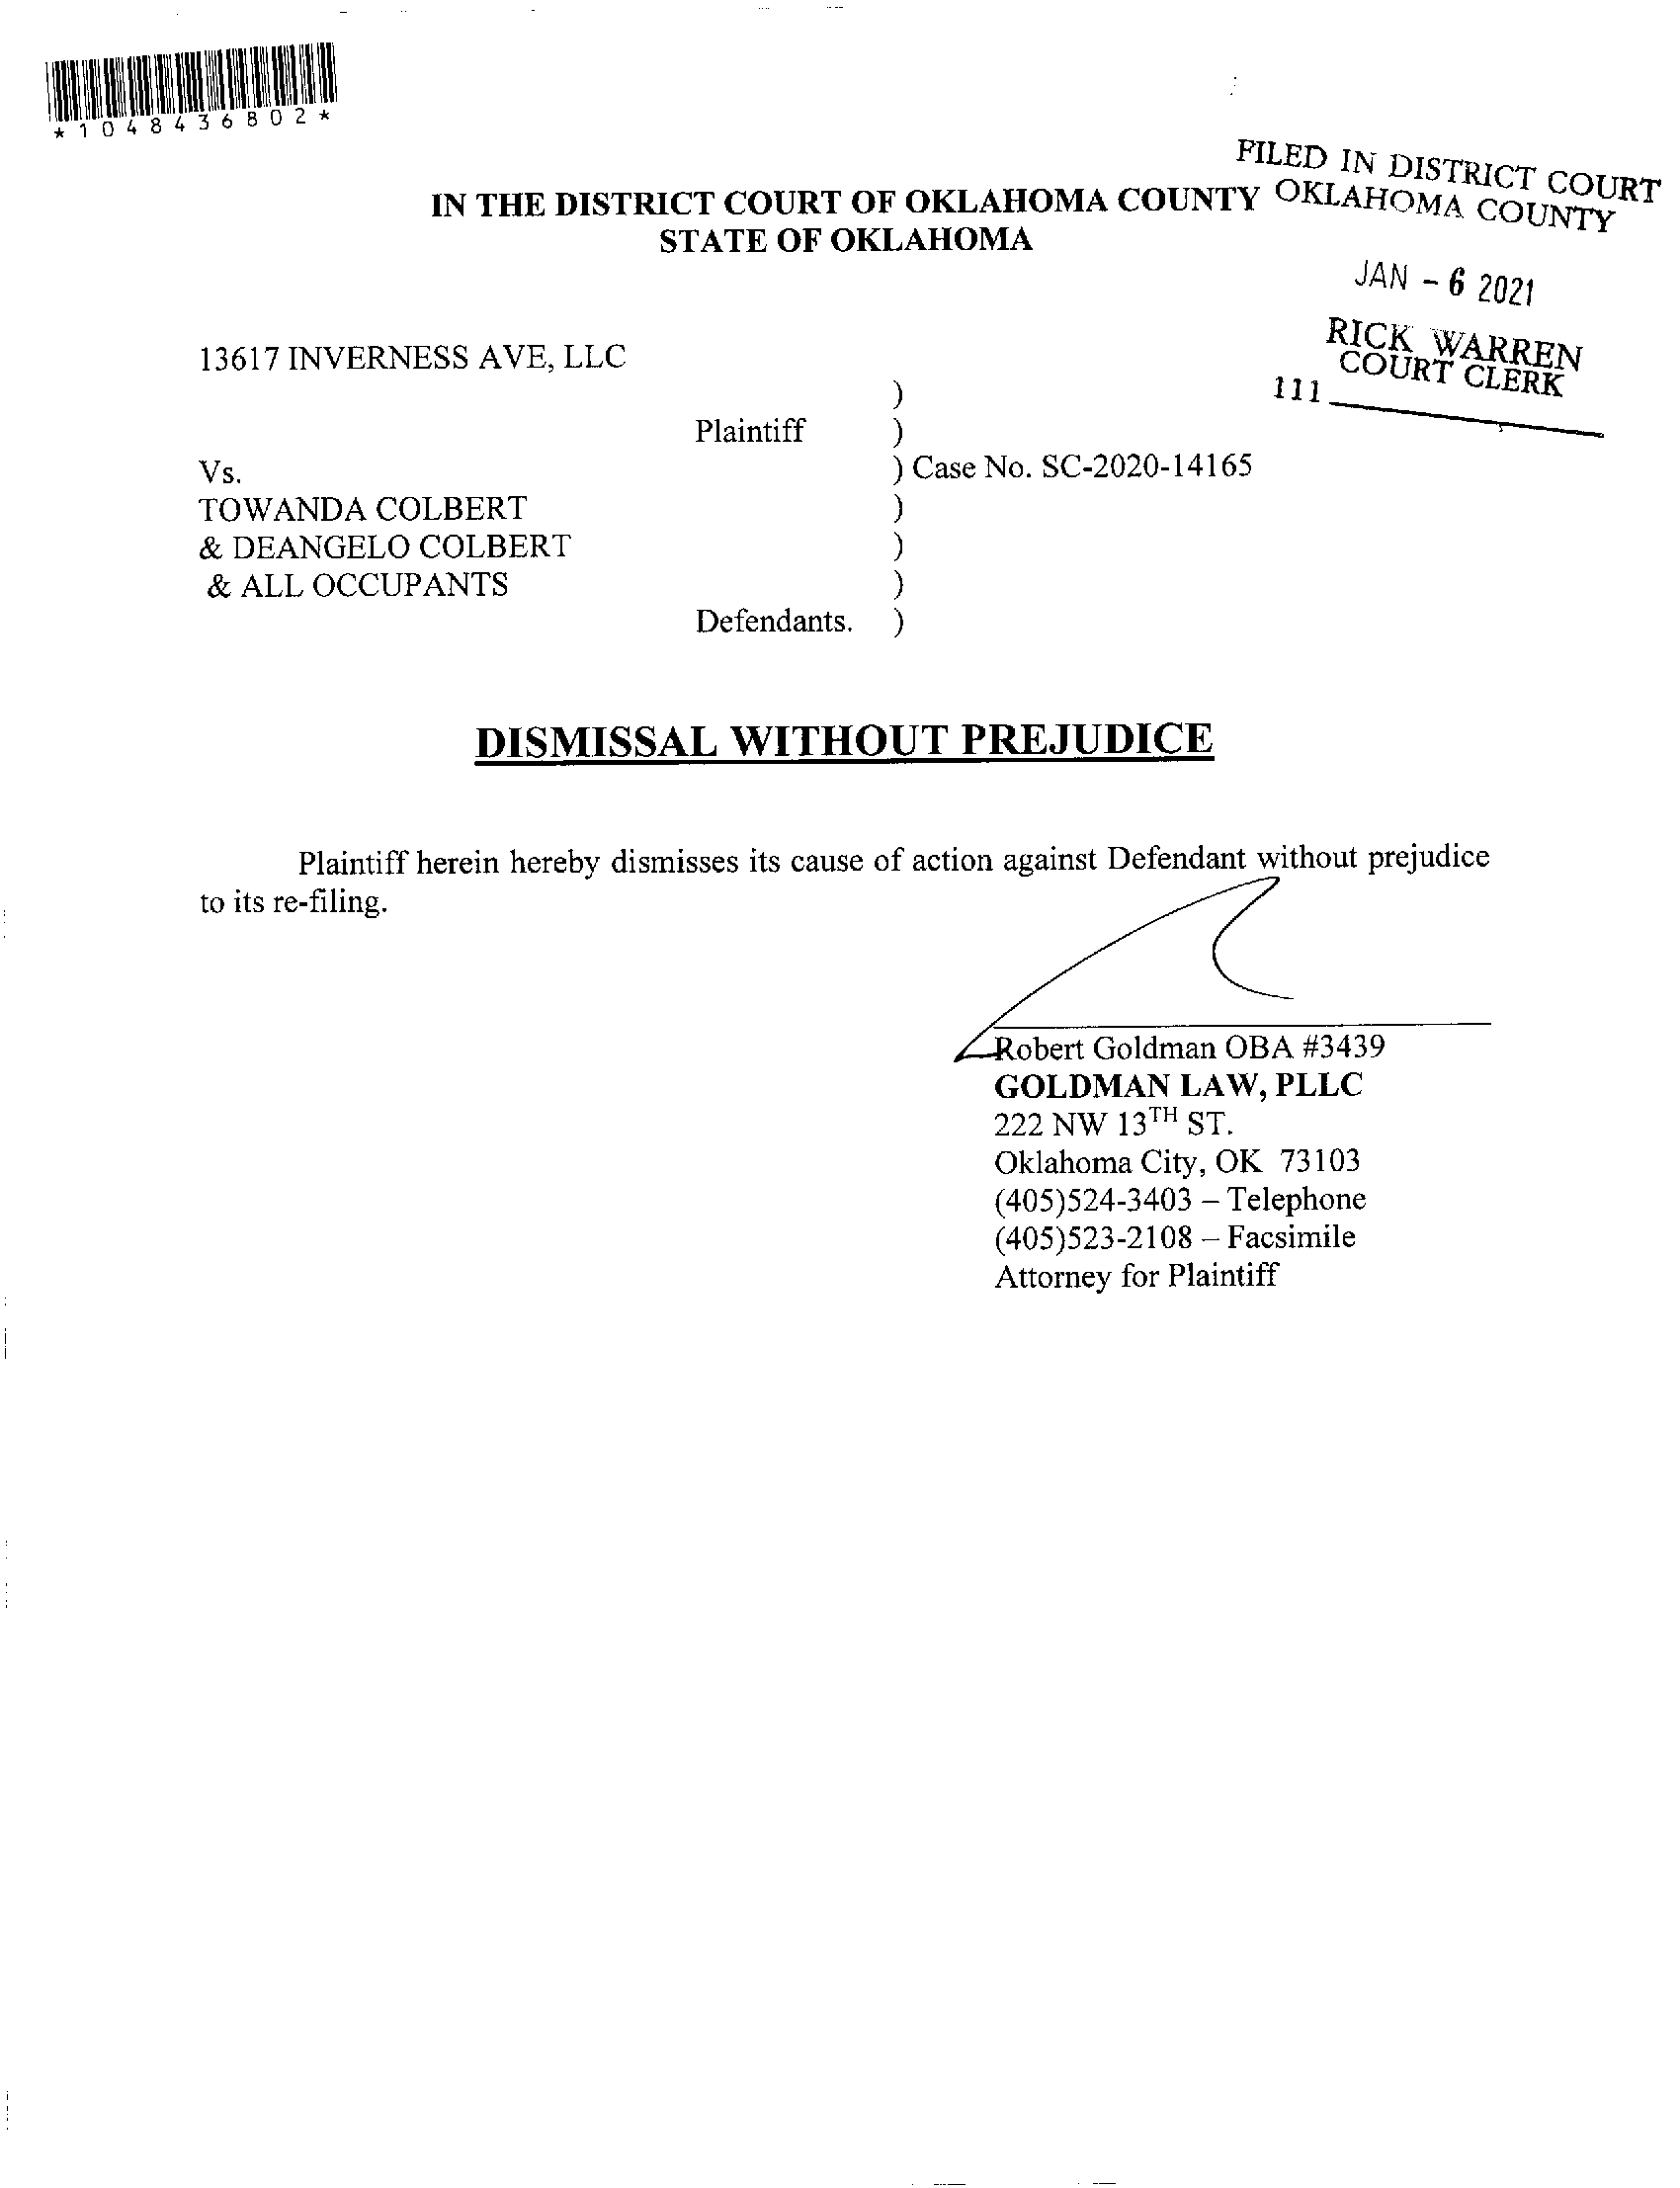 *1048436802*
FILED IN DISTRICT COURT
OKLAHOMA COUNTY
IN THE DISTRICT COURT OF OKLAHOMA COUNTY
STATE OF OKLAHOMA
JAN - 6 2021
RICK WARREN
COURT CLERK
111
13617 INVERNESS AVE, LLC
)
Plaintiff )
Vs. ) Case No. SC-2020-14165
TOWANDA COLBERT )
& DEANGELO COLBERT )
& ALL OCCUPANTS )
Defendants. )
DISMISSAL WITHOUT PREJUDICE
Plaintiff herein hereby dismisses its cause of action against Defendant without prejudice
to its re-filing.
Robert Goldman OBA #3439
GOLDMAN LAW, PLLC
222 NW 13TH ST.
Oklahoma City, OK 73103
(405)524-3403 – Telephone
(405)523-2108 – Facsimile
Attorney for Plaintiff